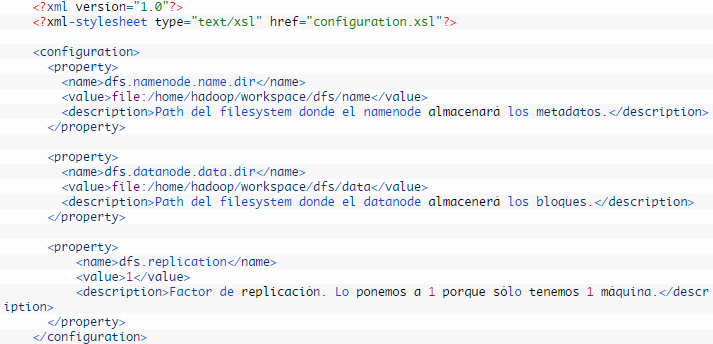 <?xml version="1.0"?>
<?xml-stylesheet type="text/xsl" href="configuration.xsl"?>
<configuration>
<property>
<name>dfs.namenode.name.dir</name>
<value>file:/home/hadoop/workspace/dfs/name</value>
<description>Path del filesystem donde el namenode almacenará los metadatos.</description>
</property>
<property>
<name>dfs.datanode.data.dir</name>
<value>file:/home/hadoop/workspace/dfs/data</value>
<description>Path del filesystem donde el datanode almacenerá los bloques.</description>
</property>
<property>
<name>dfs.replication</name>
<value>1</value>
<description>Factor de replicación. Lo ponemos a 1 porque sólo tenemos 1 máquina.</descr
iption>
</property>
</configuration>